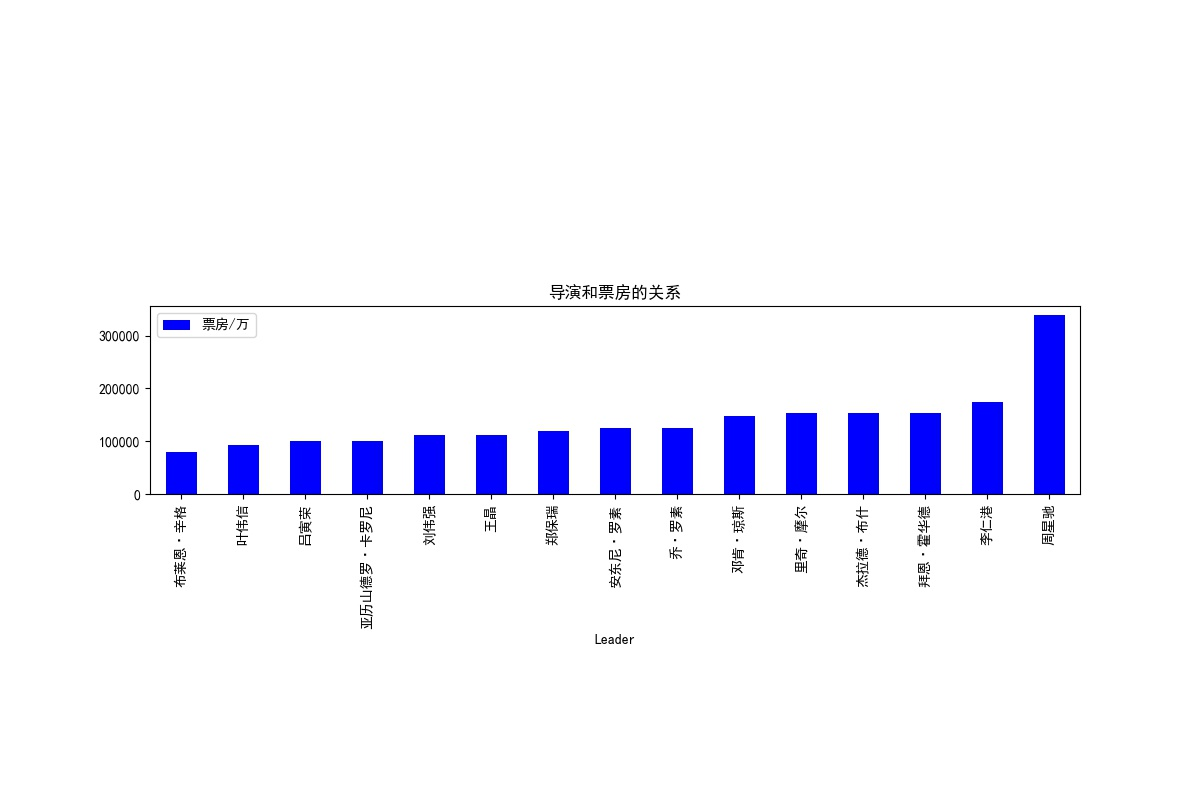 导演和票房的关系
票房/万
300000
200000
100000
0
布莱恩·辛格
叶伟信
吕寅荣
亚历山德罗·卡罗尼
刘伟强
王晶
郑保瑞
安东尼·罗素
乔·罗素
邓肯·琼斯
里奇·摩尔
杰拉德·布什
拜恩·霍华德
李仁港
周星驰
Leader